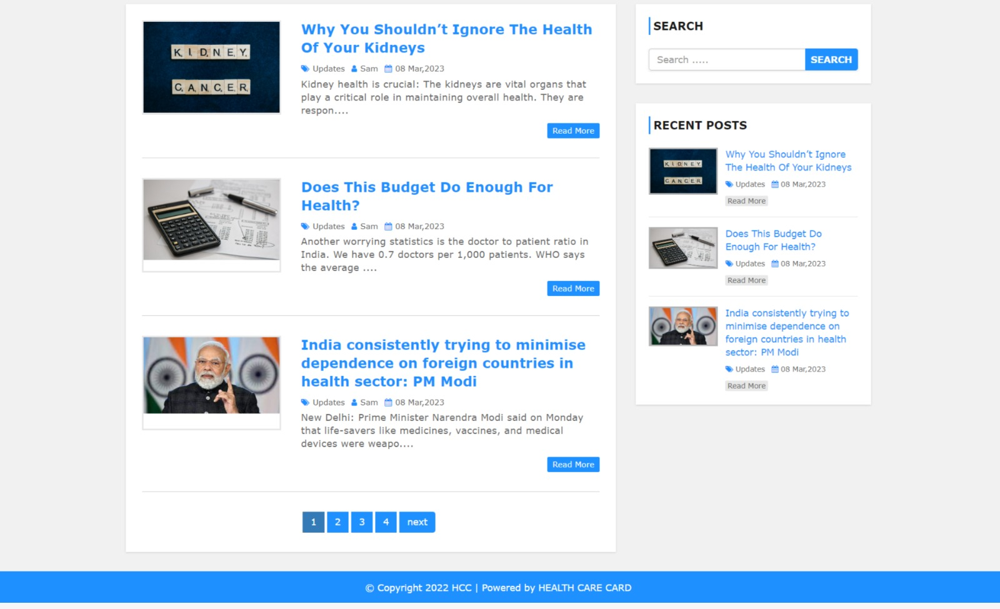 KIDNEY
CANCER
Why You Shouldn’t Ignore The Health
Of Your Kidneys
Updates Sam 08 Mar,2023
Kidney health is crucial: The kidneys are vital organs that
play a critical role in maintaining overall health. They are
respon....
Read More
Does This Budget Do Enough For
Health?
Updates Sam 08 Mar,2023
Another worrying statistics is the doctor to patient ratio in
India. We have 0.7 doctors per 1,000 patients. WHO says
the average ....
Read More
India consistently trying to minimise
dependence on foreign countries in
health sector: PM Modi
Updates Sam 08 Mar,2023
New Delhi: Prime Minister Narendra Modi said on Monday
that life-savers like medicines, vaccines, and medical
devices were weapo....
Read More
1 2 3 4 next
SEARCH
Search ..... SEARCH
RECENT POSTS
KIDNEY
CANCER
Why You Shouldn’t Ignore
The Health Of Your Kidneys
Updates 08 Mar,2023
Read More
Does This Budget Do
Enough For Health?
Updates 08 Mar,2023
Read More
India consistently trying to
minimise dependence on
foreign countries in health
sector: PM Modi
Updates 08 Mar,2023
Read More
© Copyright 2022 HCC | Powered by HEALTH CARE CARD